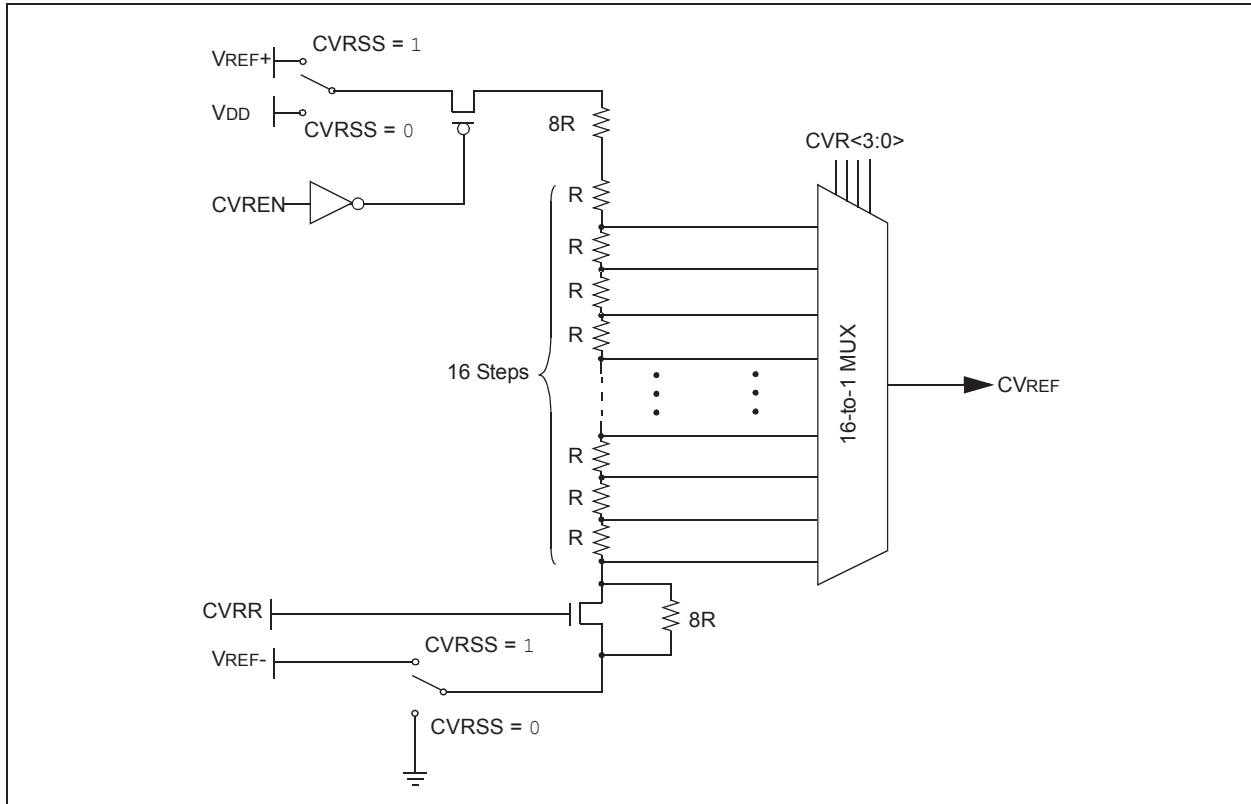 VREF+
CVRSS = 1
VDD
CVRSS = 0
8R
CVREN
CVR<3:0>
R
R
R
R
16 Steps
16-to-1 MUX
CVREF
R
R
R
CVRR
8R
VREF-
CVRSS = 1
CVRSS = 0